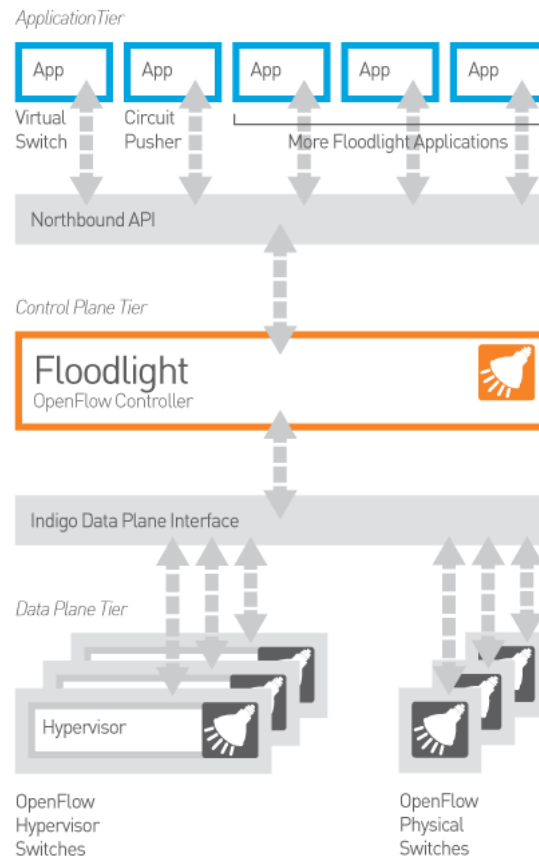 ApplicationTier
App
App
App
App
App
Virtual
Switch
Circuit
Pusher
More Floodlight Applications
Northbound API
Control Plane Tier
Floodlight
OpenFlow Controller
Indigo Data Plane Interface
Data Plane Tier
Hypervisor
OpenFlow
Hypervisor
Switches
OpenFlow
Physical
Switches